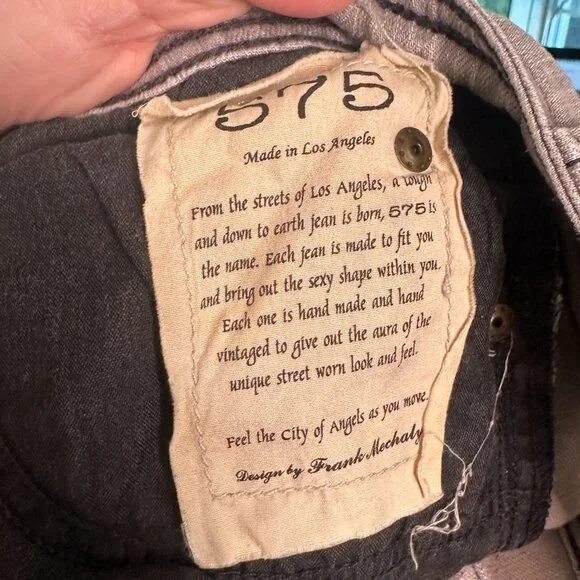 575
Made in Los Angeles
From the streets of Los Angeles, a tough
and down to earth jean is born, 575 is
the name. Each jean is made to fit you
and bring out the sexy shape within you.
Each one is hand made and hand
vintaged to give out the aura of the
unique street worn look and feel.
Feel the City of Angels as you move.
Design by Frank Mechaly